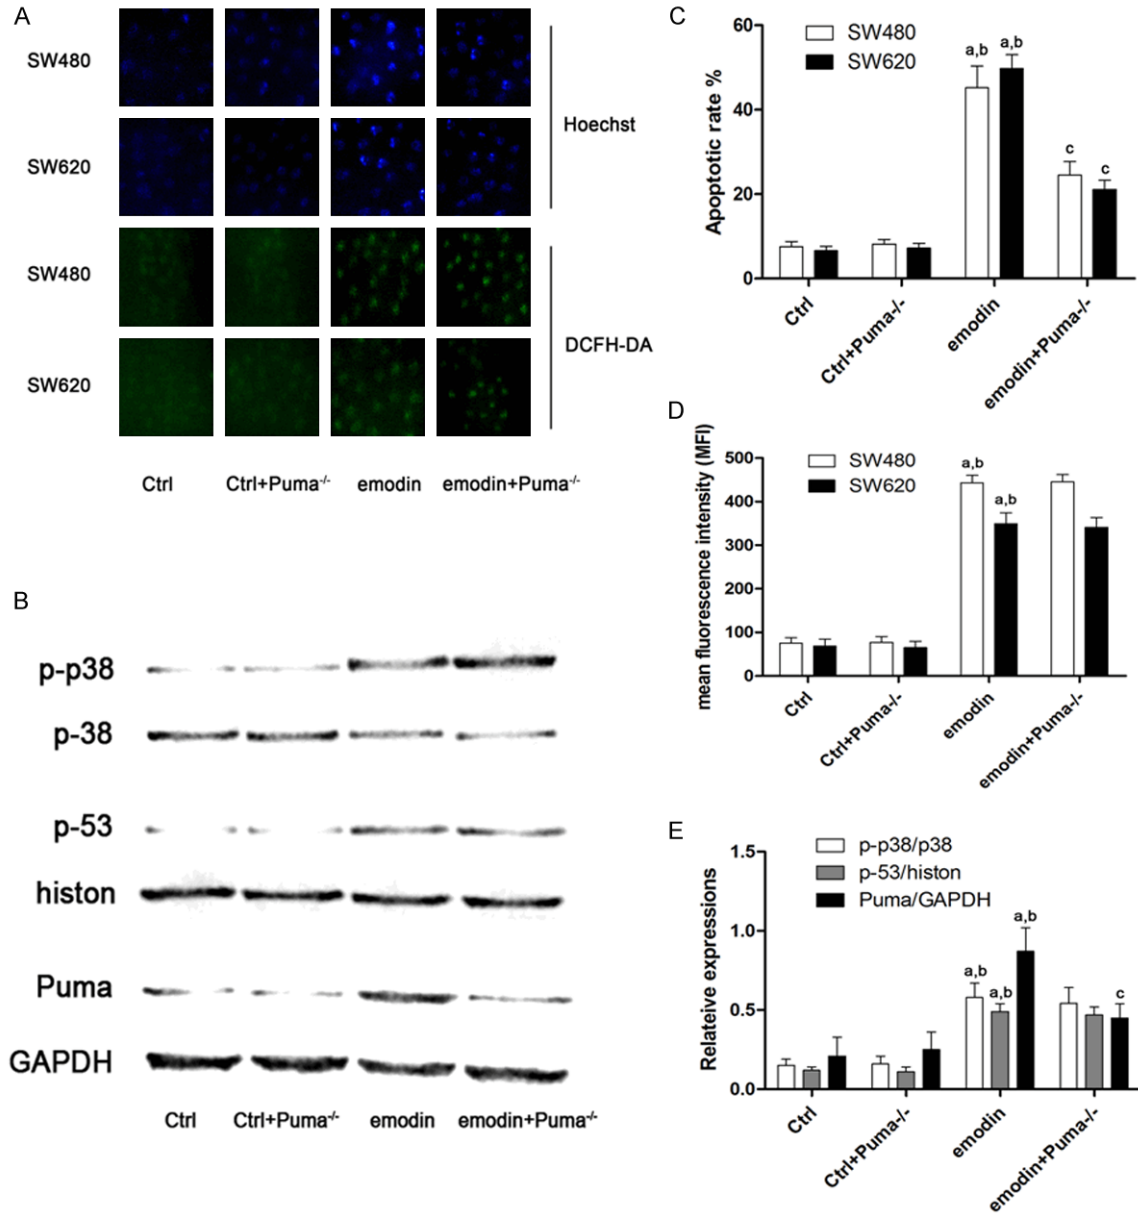 A
SW480
SW620
Hoechst
SW480
SW620
DCFH-DA
Ctrl
Ctrl+Puma-/-
emodin
emodin+Puma-/-
B
p-p38
p-38
p-53
histon
Puma
GAPDH
Ctrl
Ctrl+Puma-/-
emodin
emodin+Puma-/-
C
SW480
SW620
Apoptotic rate %
60
40
20
0
a,b
a,b
c
c
Ctrl
Ctrl+Puma-/-
emodin
emodin+Puma-/-
D
SW480
SW620
mean fluorescence intensity (MFI)
500
400
300
200
100
0
a,b
a,b
Ctrl
Ctrl+Puma-/-
emodin
emodin+Puma-/-
E
p-p38/p38
p-53/histon
Puma/GAPDH
Relateive expressions
1.5
1.0
0.5
0.0
a,b
a,b
a,b
c
Ctrl
Ctrl+Puma-/-
emodin
emodin+Puma-/-